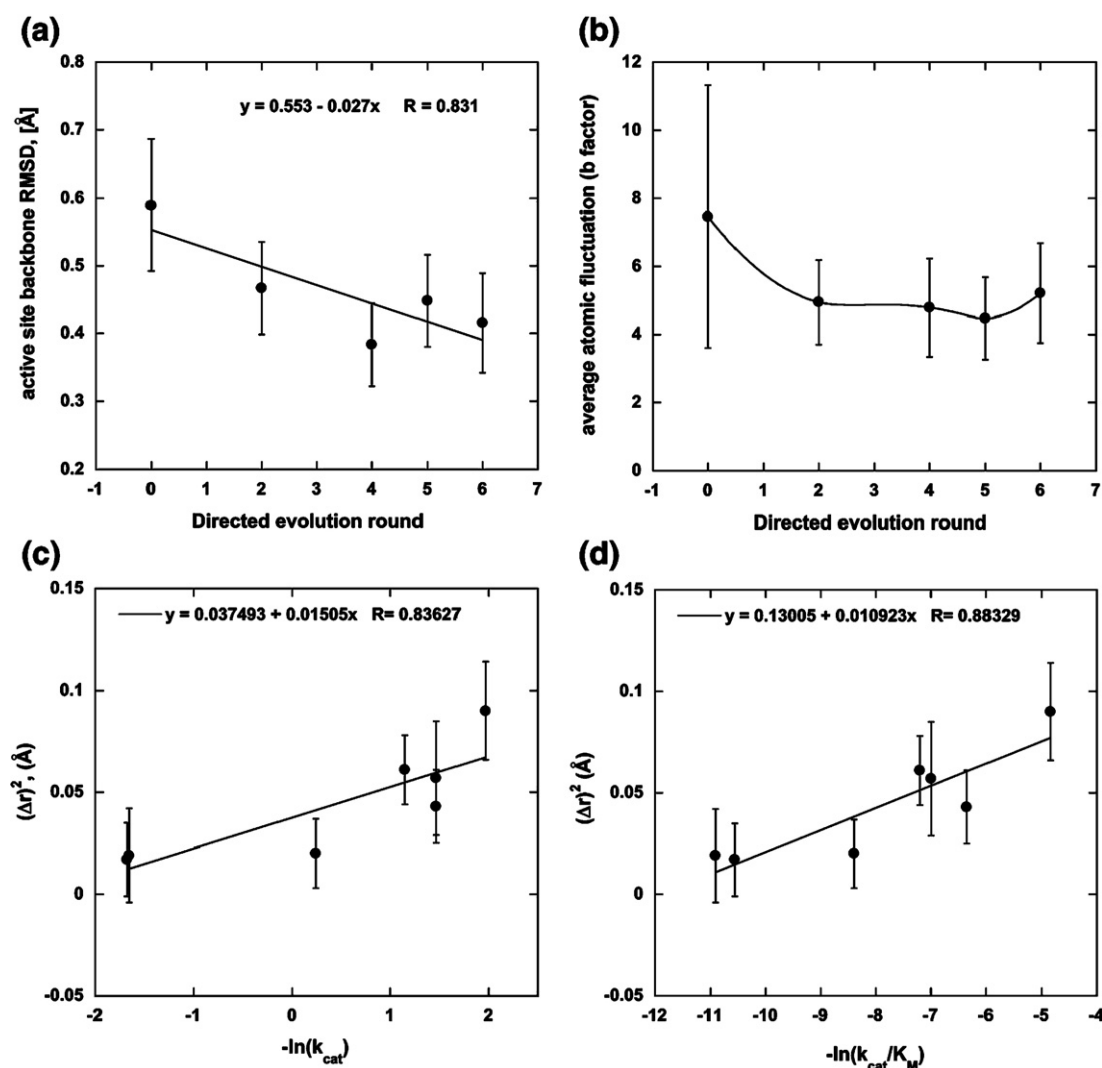 (a)
0.8
0.7
0.6
0.5
0.4
0.3
0.2
active site backbone RMSD, [Å]
y = 0.553 - 0.027x R = 0.831
-1 0 1 2 3 4 5 6 7
Directed evolution round
(b)
12
10
8
6
4
2
0
average atomic fluctuation (b factor)
-1 0 1 2 3 4 5 6 7
Directed evolution round
(c)
0.15
0.1
0.05
0
-0.05
(Δr)², (Å)
y = 0.037493 + 0.01505x R= 0.83627
-2 -1 0 1 2
-ln(k_cat)
(d)
0.15
0.1
0.05
0
-0.05
(Δr)² (Å)
y = 0.13005 + 0.010923x R= 0.88329
-12 -11 -10 -9 -8 -7 -6 -5 -4
-ln(k_cat/K_M)